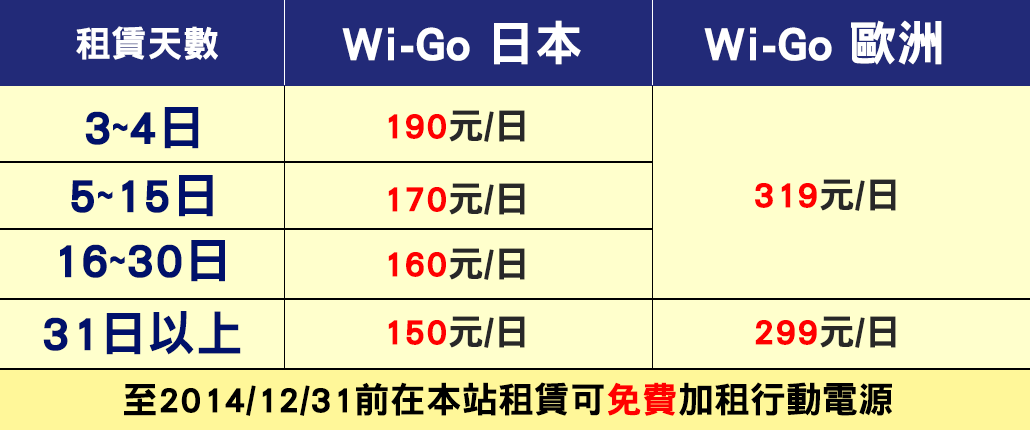 租賃天數 Wi-Go 日本 Wi-Go 歐洲
3~4日 190元/日
5~15日 170元/日 319元/日
16~30日 160元/日
31日以上 150元/日 299元/日
至2014/12/31前在本站租賃可免費加租行動電源